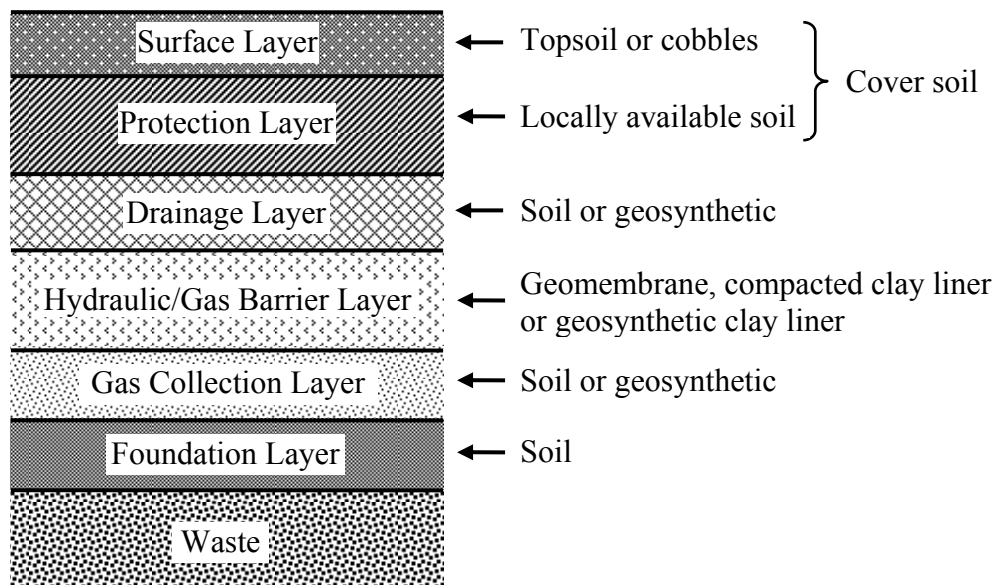 Surface Layer
Topsoil or cobbles
Cover soil
Protection Layer
Locally available soil
Drainage Layer
Soil or geosynthetic
Hydraulic/Gas Barrier Layer
Geomembrane, compacted clay liner
or geosynthetic clay liner
Gas Collection Layer
Soil or geosynthetic
Foundation Layer
Soil
Waste